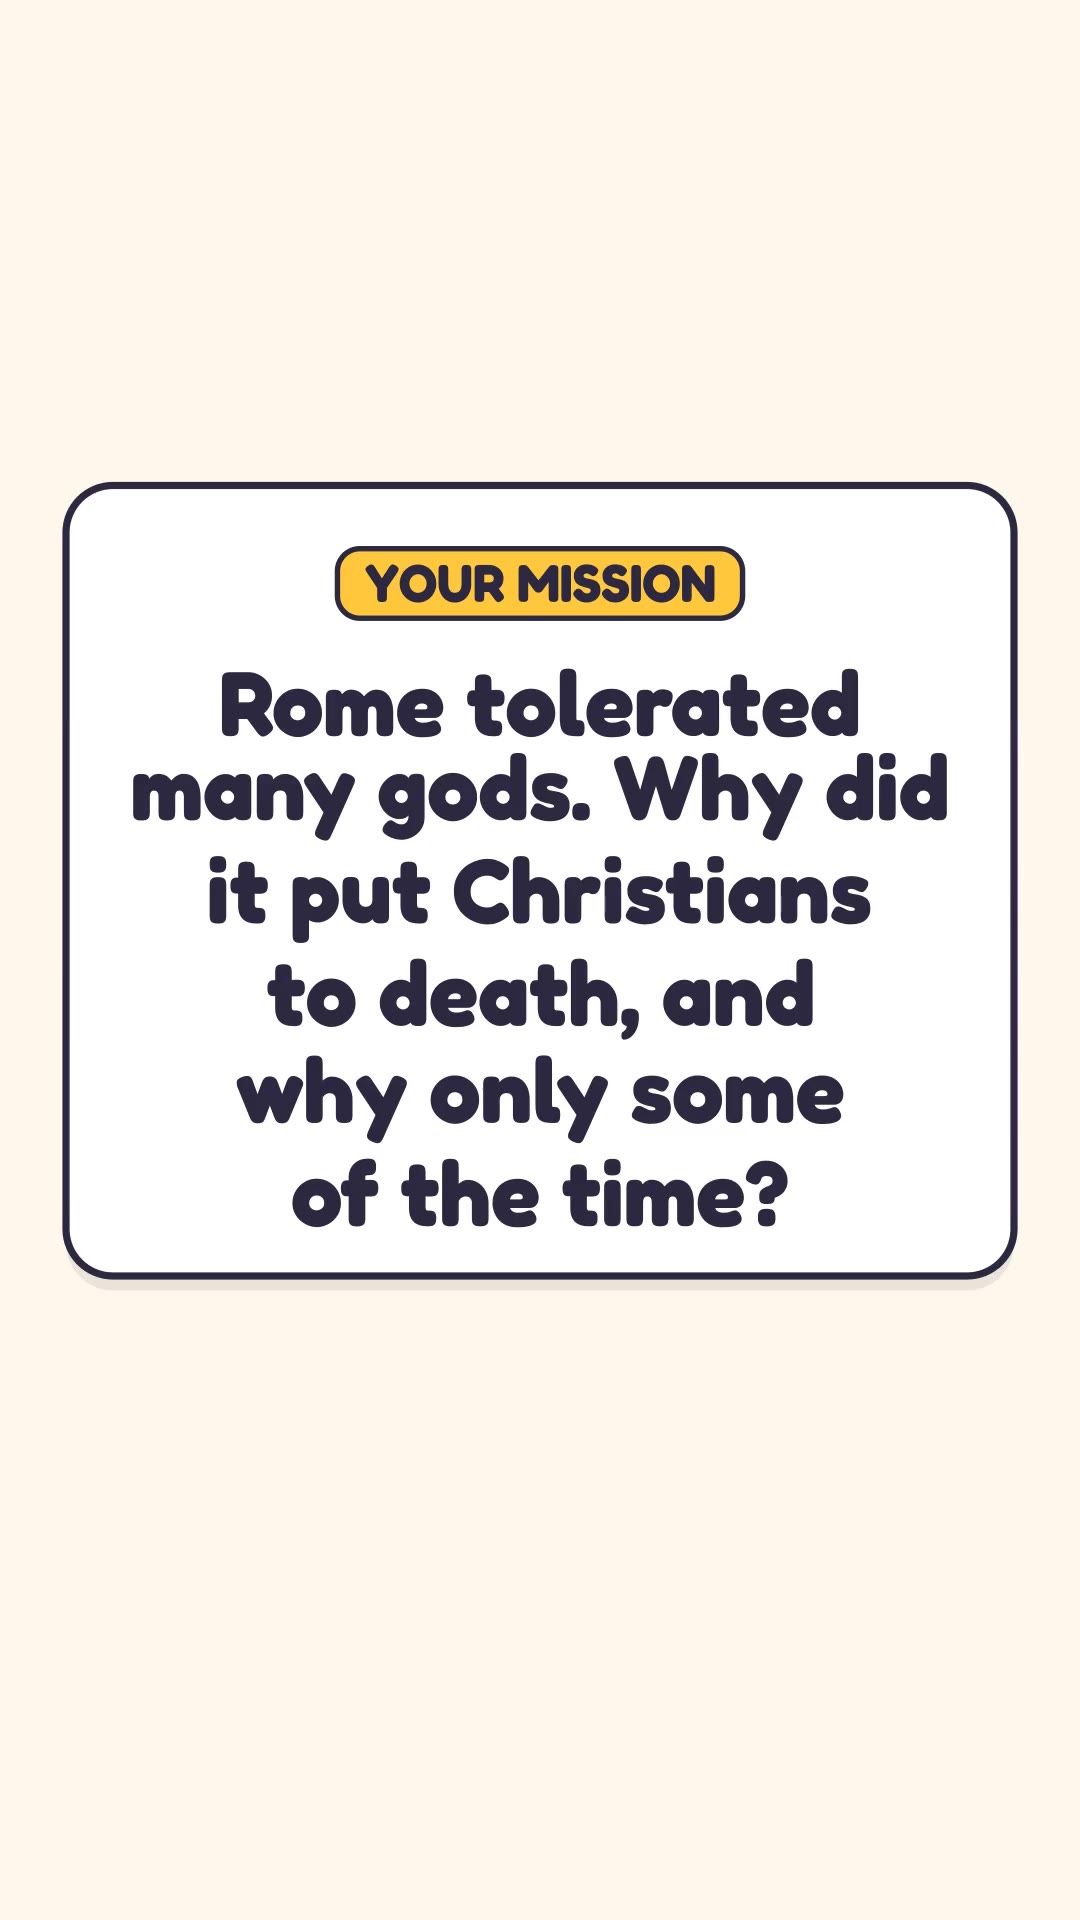 YOUR MISSION
Rome tolerated
many gods. Why did
it put Christians
to death, and
why only some
of the time?